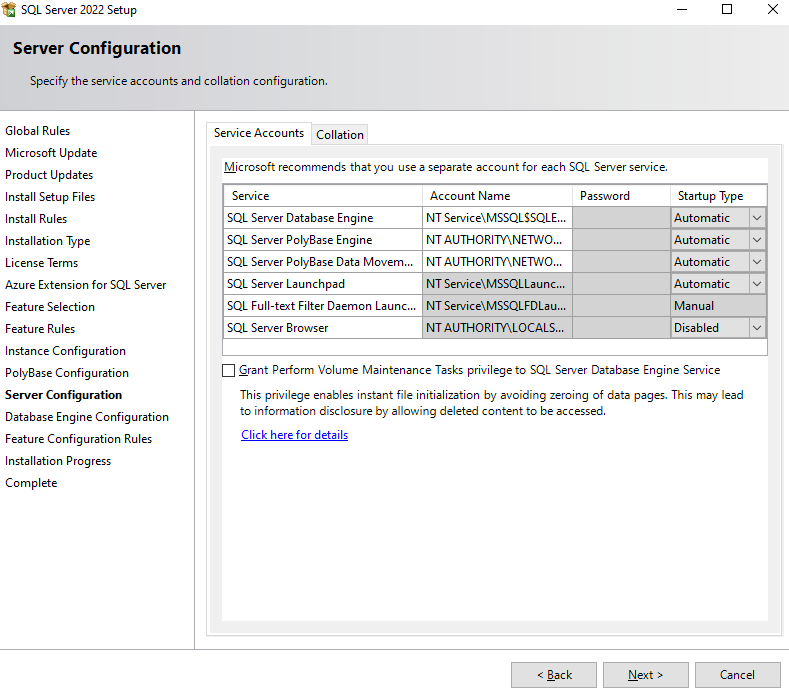 SQL Server 2022 Setup
Server Configuration
Specify the service accounts and collation configuration.
Global Rules
Microsoft Update
Product Updates
Install Setup Files
Install Rules
Installation Type
License Terms
Azure Extension for SQL Server
Feature Selection
Feature Rules
Instance Configuration
PolyBase Configuration
Server Configuration
Database Engine Configuration
Feature Configuration Rules
Installation Progress
Complete
Service Accounts Collation
Microsoft recommends that you use a separate account for each SQL Server service.
Service Account Name Password Startup Type
SQL Server Database Engine NT Service\MSSQL$SQLE... Automatic
SQL Server PolyBase Engine NT AUTHORITY\NETWO... Automatic
SQL Server PolyBase Data Movem... NT AUTHORITY\NETWO... Automatic
SQL Server Launchpad NT Service\MSSQLLaunc... Automatic
SQL Full-text Filter Daemon Launc... NT Service\MSSQLFDLau... Manual
SQL Server Browser NT AUTHORITY\LOCALS... Disabled
Grant Perform Volume Maintenance Tasks privilege to SQL Server Database Engine Service
This privilege enables instant file initialization by avoiding zeroing of data pages. This may lead
to information disclosure by allowing deleted content to be accessed.
Click here for details
< Back Next > Cancel